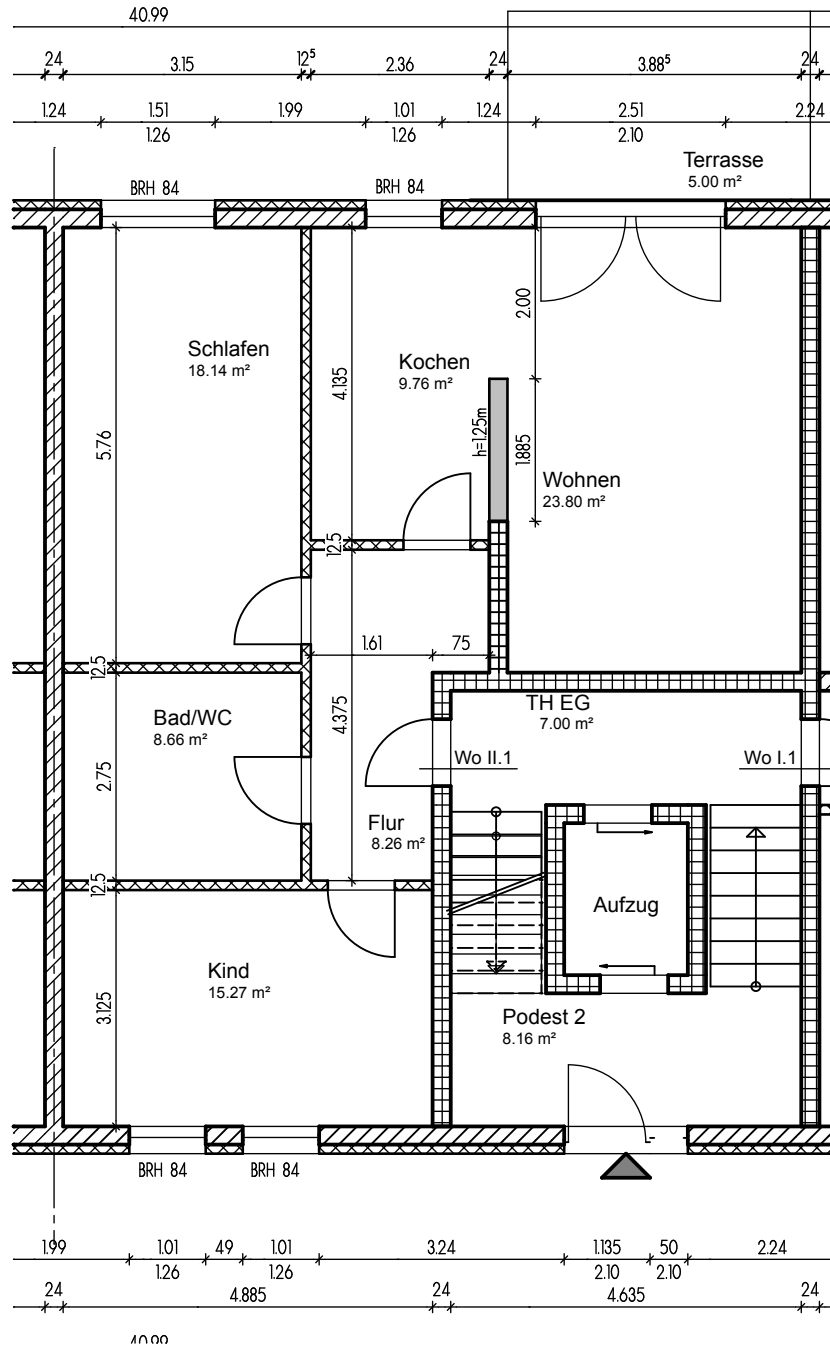 40.99
24 3.15 12⁵ 2.36 24 3.88⁵ 24
1.24 1.51 1.99 1.01 1.24 2.51 2.24
1.26 1.26 2.10
Terrasse
5.00 m²
BRH 84 BRH 84
2.00
Schlafen
18.14 m²
Kochen
9.76 m²
4.135
5.76
h=1.25m
1.885
Wohnen
23.80 m²
12.5
1.61 75
12.5
TH EG
7.00 m²
Bad/WC
8.66 m²
4.375
2.75
Wo II.1 Wo I.1
Flur
8.26 m²
12.5
Aufzug
Kind
15.27 m²
3.125
Podest 2
8.16 m²
BRH 84 BRH 84
1.99 1.01 49 1.01 3.24 1.135 50 2.24
1.26 1.26 2.10 2.10
24 4.885 24 4.635 24
40.99